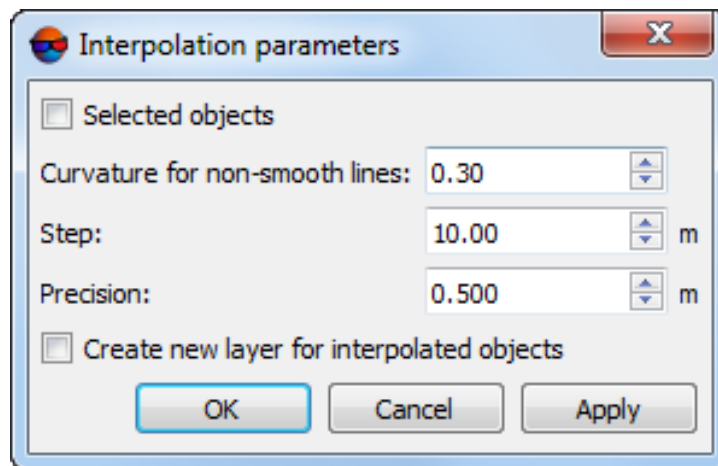 Interpolation parameters
Selected objects
Curvature for non-smooth lines: 0.30
Step: 10.00 m
Precision: 0.500 m
Create new layer for interpolated objects
OK Cancel Apply